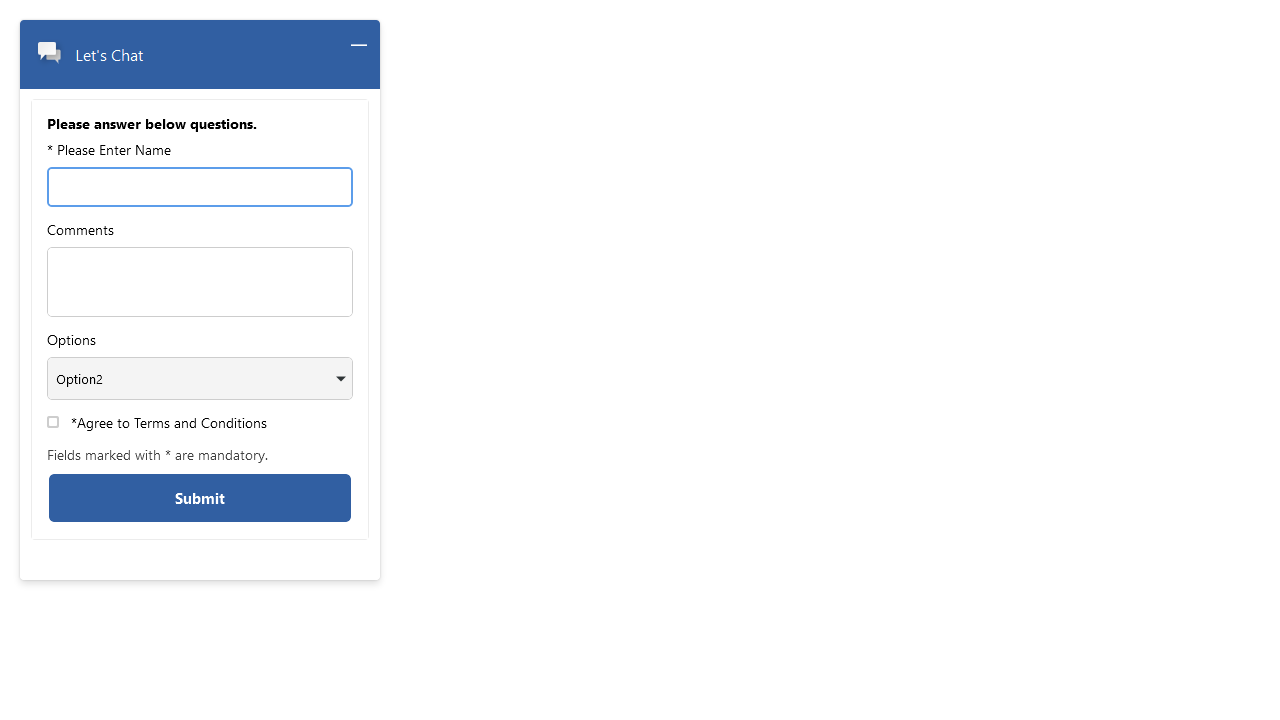 Let's Chat
Please answer below questions.
* Please Enter Name
Comments
Options
Option2
*Agree to Terms and Conditions
Fields marked with * are mandatory.
Submit